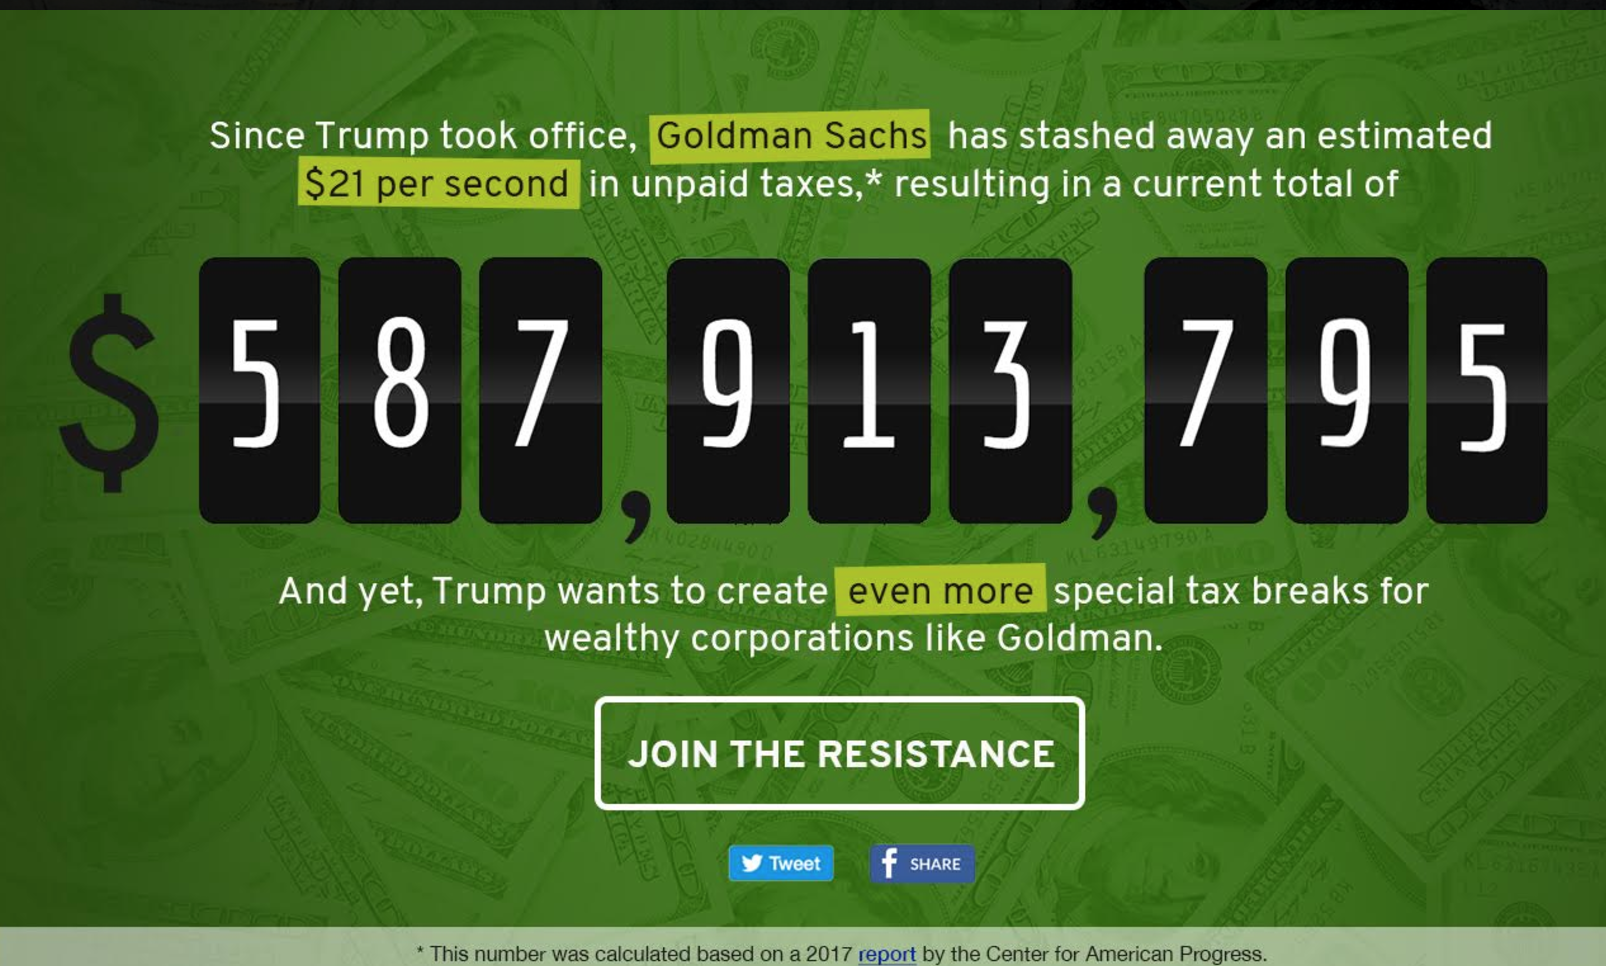 Since Trump took office, Goldman Sachs has stashed away an estimated
$21 per second in unpaid taxes,* resulting in a current total of
$587,913,795
And yet, Trump wants to create even more special tax breaks for
wealthy corporations like Goldman.
JOIN THE RESISTANCE
Tweet SHARE
* This number was calculated based on a 2017 report by the Center for American Progress.